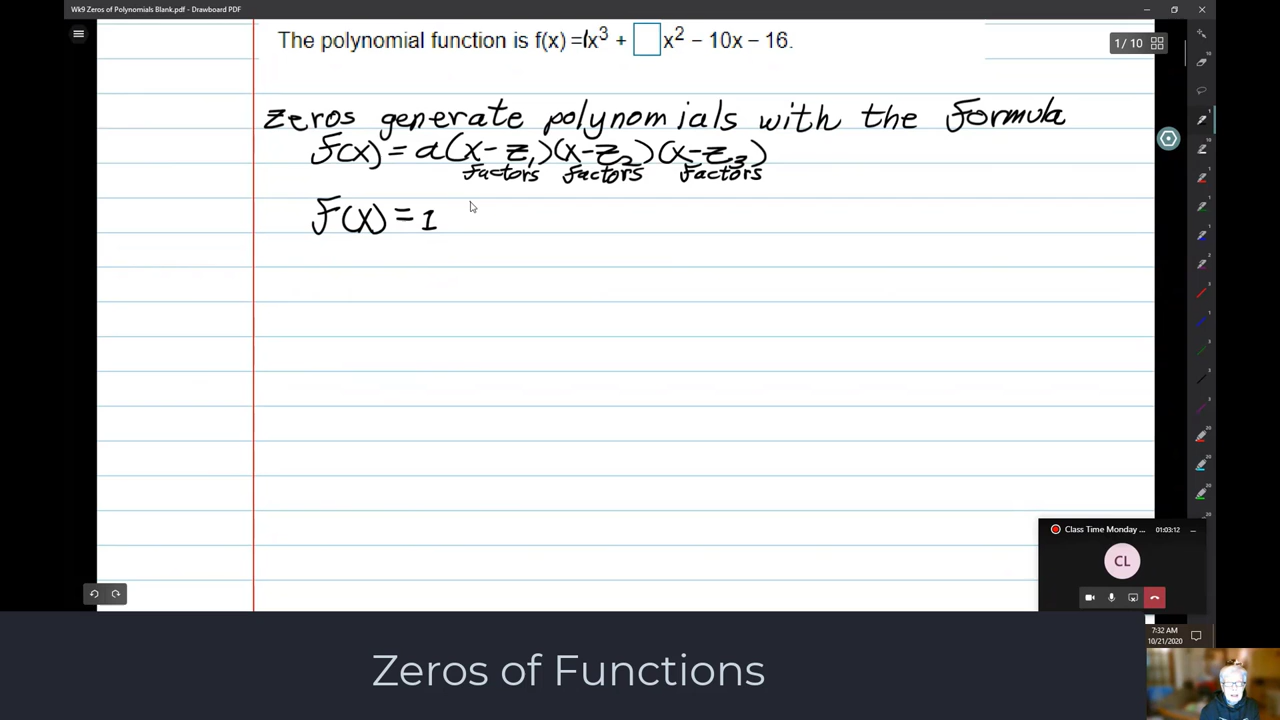 Wk9 Zeros of Polynomials Blank.pdf - Drawboard PDF
The polynomial function is f(x) = x³ + x² − 10x − 16.
1 / 10
zeros generate polynomials with the formula
F(x) = a(x − z₁)(x − z₂)(x − z₃)
factors factors factors
F(x) = 1
Class Time Monday ... 01:03:12
CL
7:32 AM
10/21/2020
Zeros of Functions